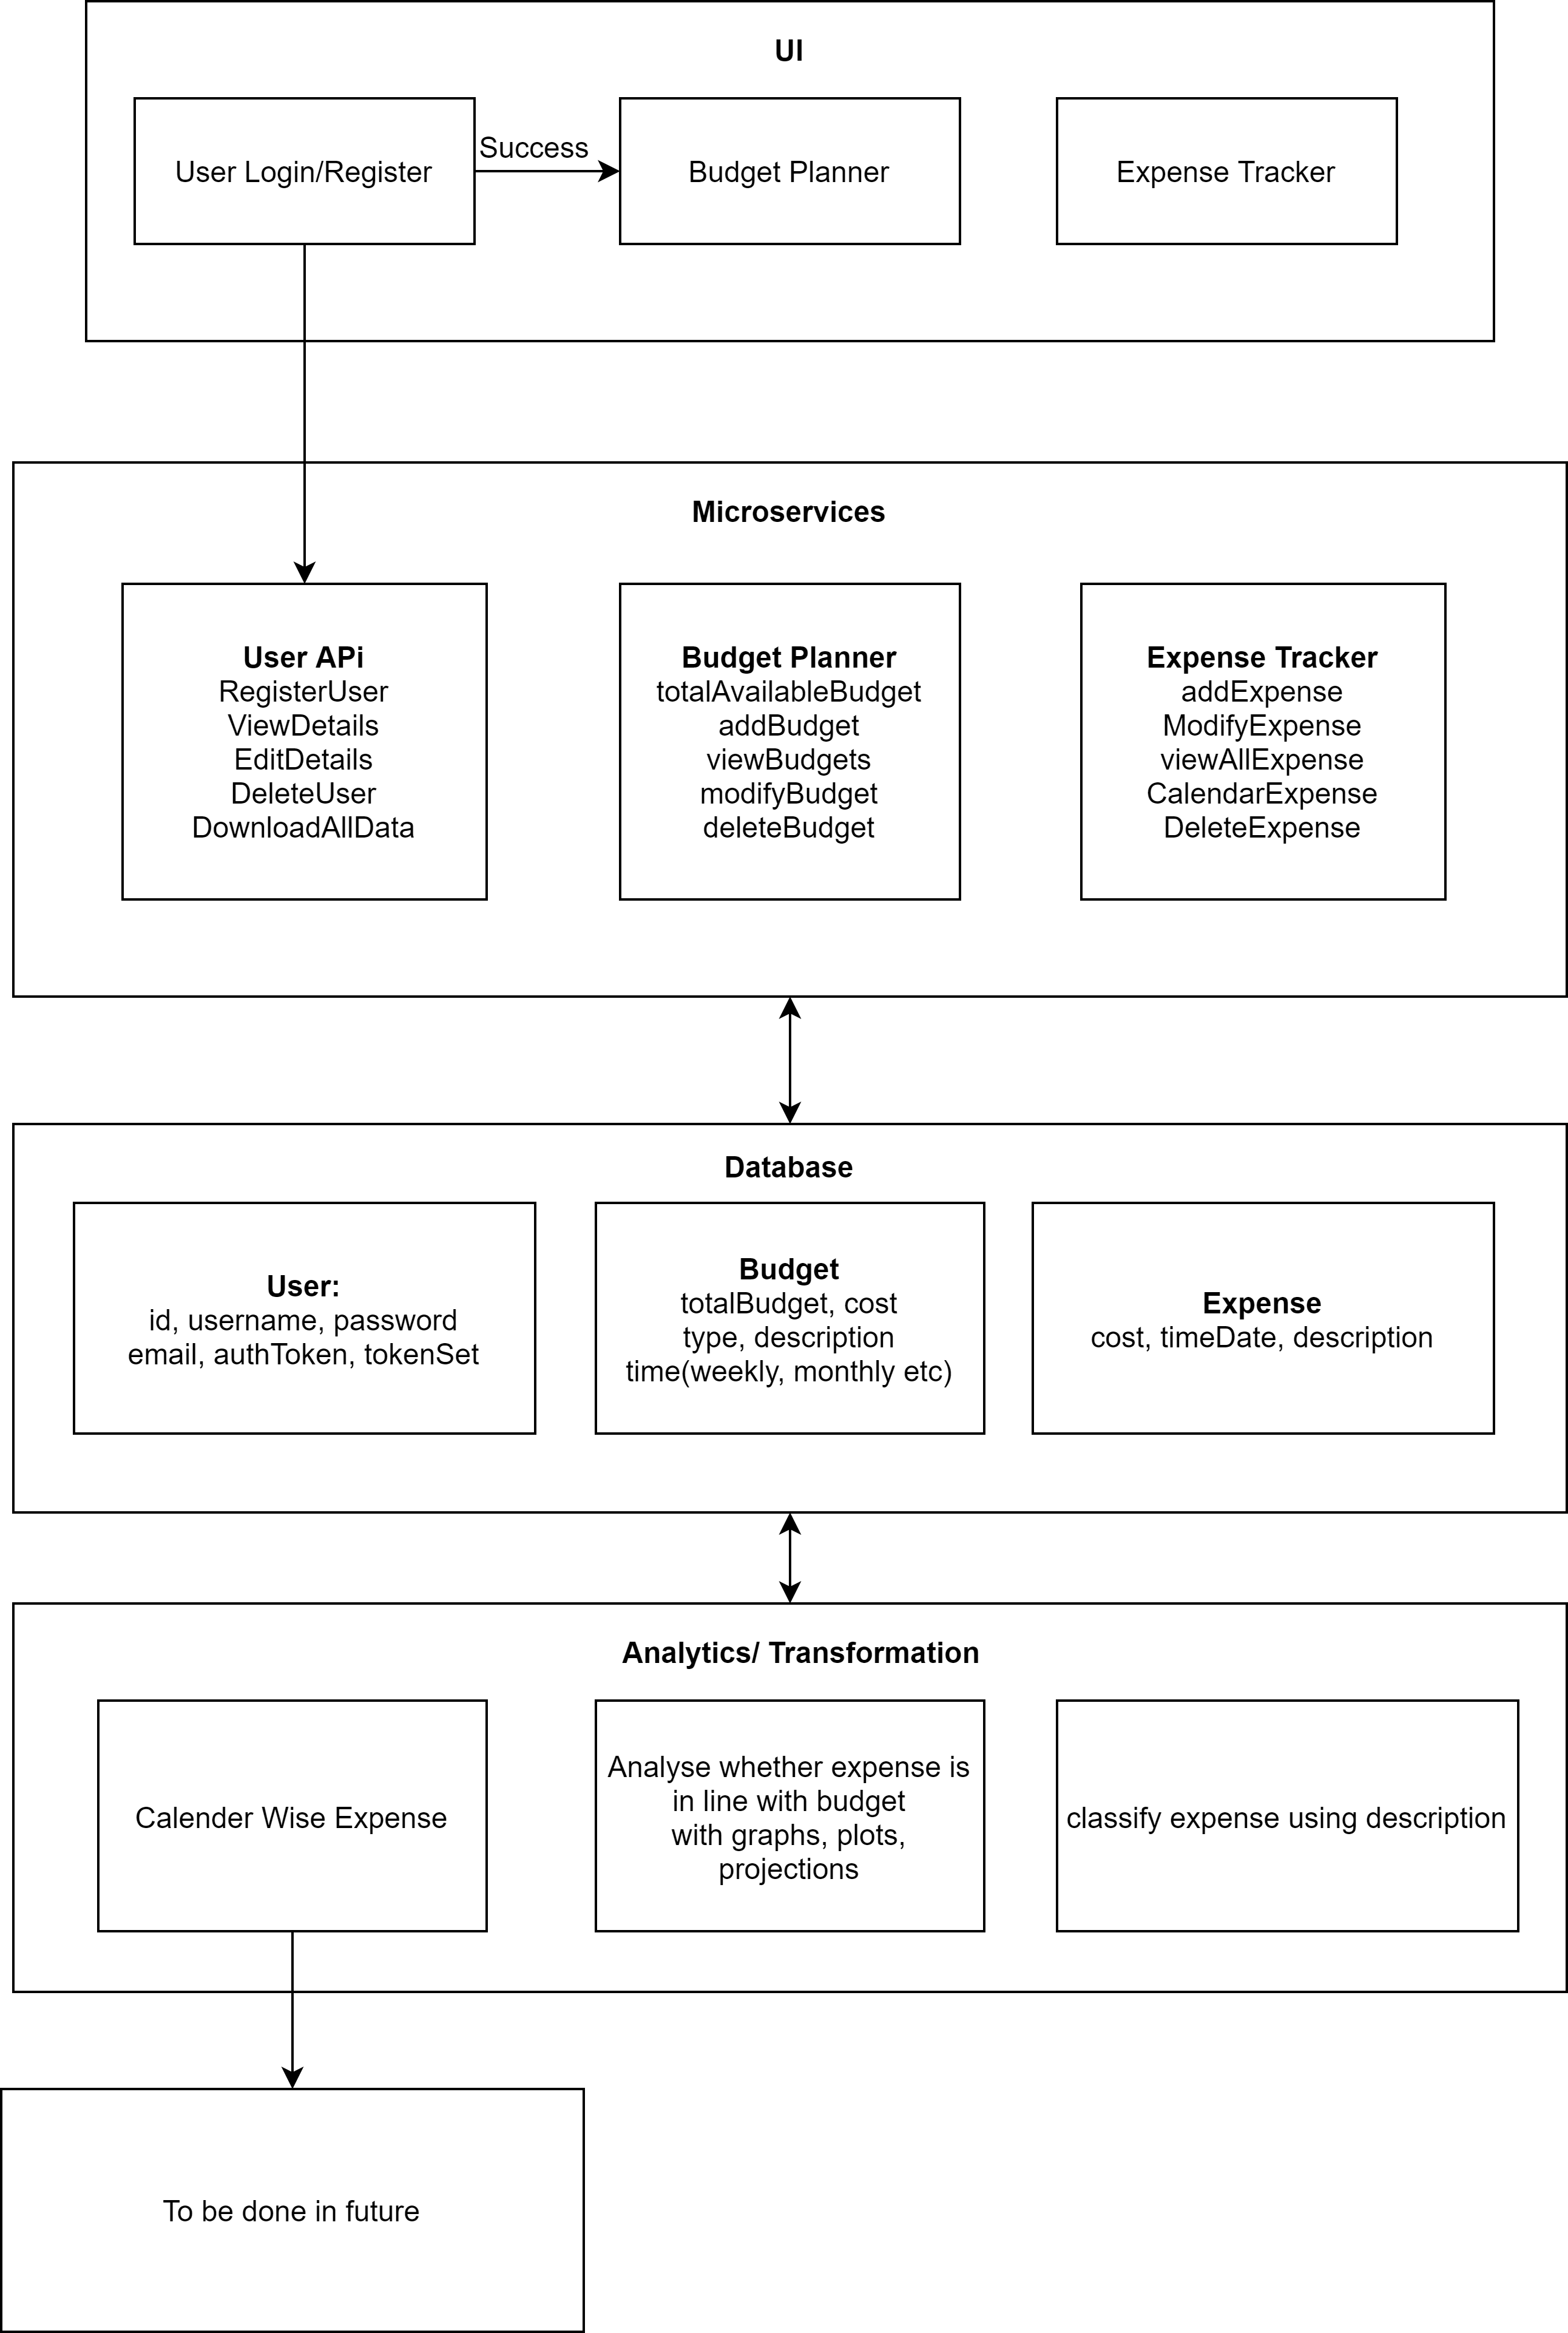 UI
User Login/Register
Success
Budget Planner
Expense Tracker
Microservices
User APi
RegisterUser
ViewDetails
EditDetails
DeleteUser
DownloadAllData
Budget Planner
totalAvailableBudget
addBudget
viewBudgets
modifyBudget
deleteBudget
Expense Tracker
addExpense
ModifyExpense
viewAllExpense
CalendarExpense
DeleteExpense
Database
User:
id, username, password
email, authToken, tokenSet
Budget
totalBudget, cost
type, description
time(weekly, monthly etc)
Expense
cost, timeDate, description
Analytics/ Transformation
Calender Wise Expense
Analyse whether expense is
in line with budget
with graphs, plots,
projections
classify expense using description
To be done in future